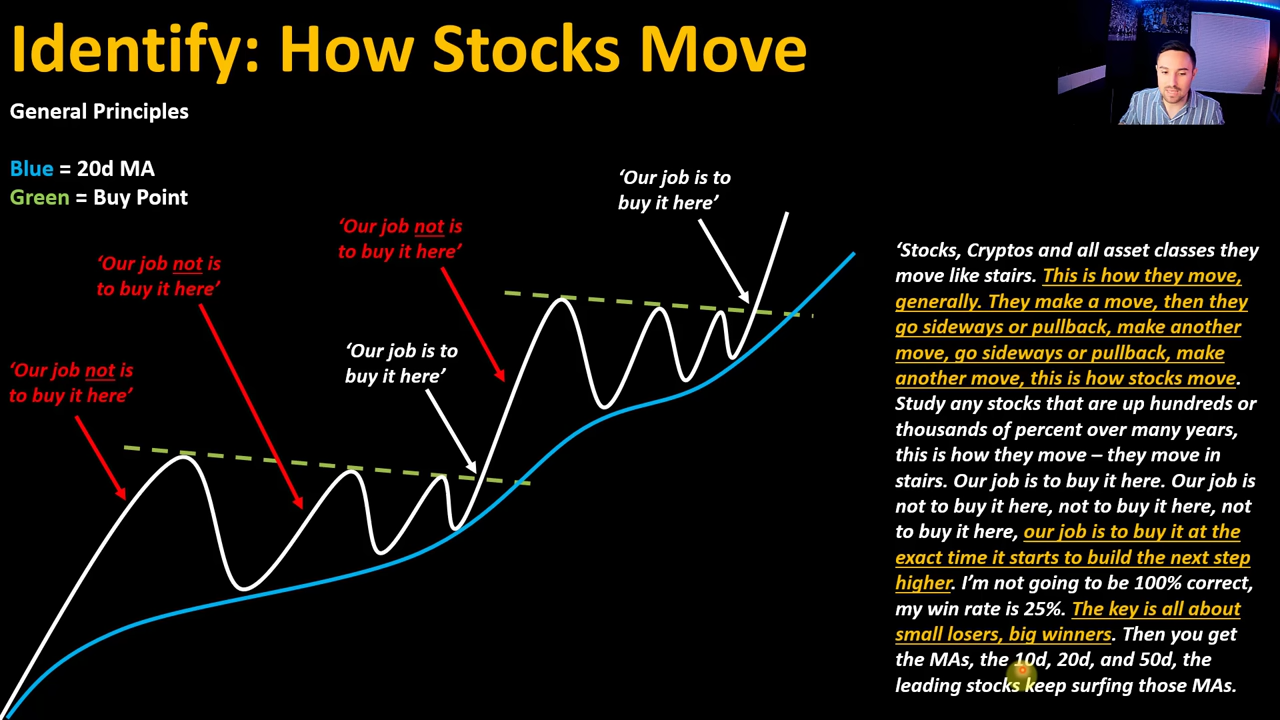 Identify: How Stocks Move
General Principles
Blue = 20d MA
Green = Buy Point
‘Our job not is
to buy it here’
‘Our job not is
to buy it here’
‘Our job not is
to buy it here’
‘Our job is to
buy it here’
‘Our job is to
buy it here’
‘Stocks, Cryptos and all asset classes they
move like stairs. This is how they move,
generally. They make a move, then they
go sideways or pullback, make another
move, go sideways or pullback, make
another move, this is how stocks move.
Study any stocks that are up hundreds or
thousands of percent over many years,
this is how they move – they move in
stairs. Our job is to buy it here. Our job is
not to buy it here, not to buy it here, not
to buy it here, our job is to buy it at the
exact time it starts to build the next step
higher. I’m not going to be 100% correct,
my win rate is 25%. The key is all about
small losers, big winners. Then you get
the MAs, the 10d, 20d, and 50d, the
leading stocks keep surfing those MAs.